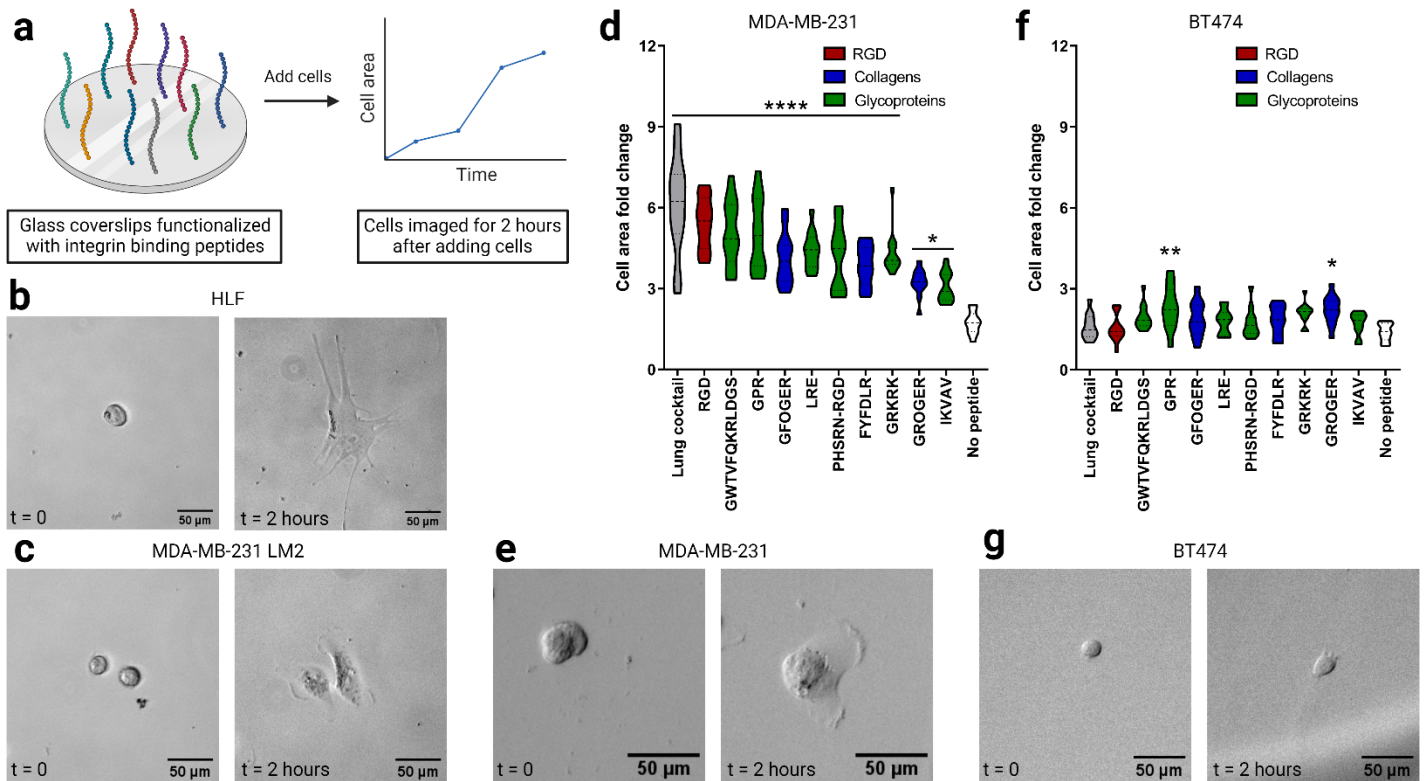 a
Add cells
Cell area
Time
Glass coverslips functionalized
with integrin binding peptides
Cells imaged for 2 hours
after adding cells
b
HLF
t = 0
50 µm
t = 2 hours
50 µm
c
MDA-MB-231 LM2
t = 0
50 µm
t = 2 hours
50 µm
d
MDA-MB-231
12
9
6
3
0
Cell area fold change
RGD
Collagens
Glycoproteins
****
*
Lung cocktail
RGD
GWTVFQKRLDGS
GPR
GFOGER
LRE
PHSRN-RGD
FYFDLR
GRKRK
GROGER
IKVAV
No peptide
e
MDA-MB-231
t = 0
50 µm
t = 2 hours
50 µm
f
BT474
12
9
6
3
0
Cell area fold change
RGD
Collagens
Glycoproteins
**
*
Lung cocktail
RGD
GWTVFQKRLDGS
GPR
GFOGER
LRE
PHSRN-RGD
FYFDLR
GRKRK
GROGER
IKVAV
No peptide
g
BT474
t = 0
50 µm
t = 2 hours
50 µm